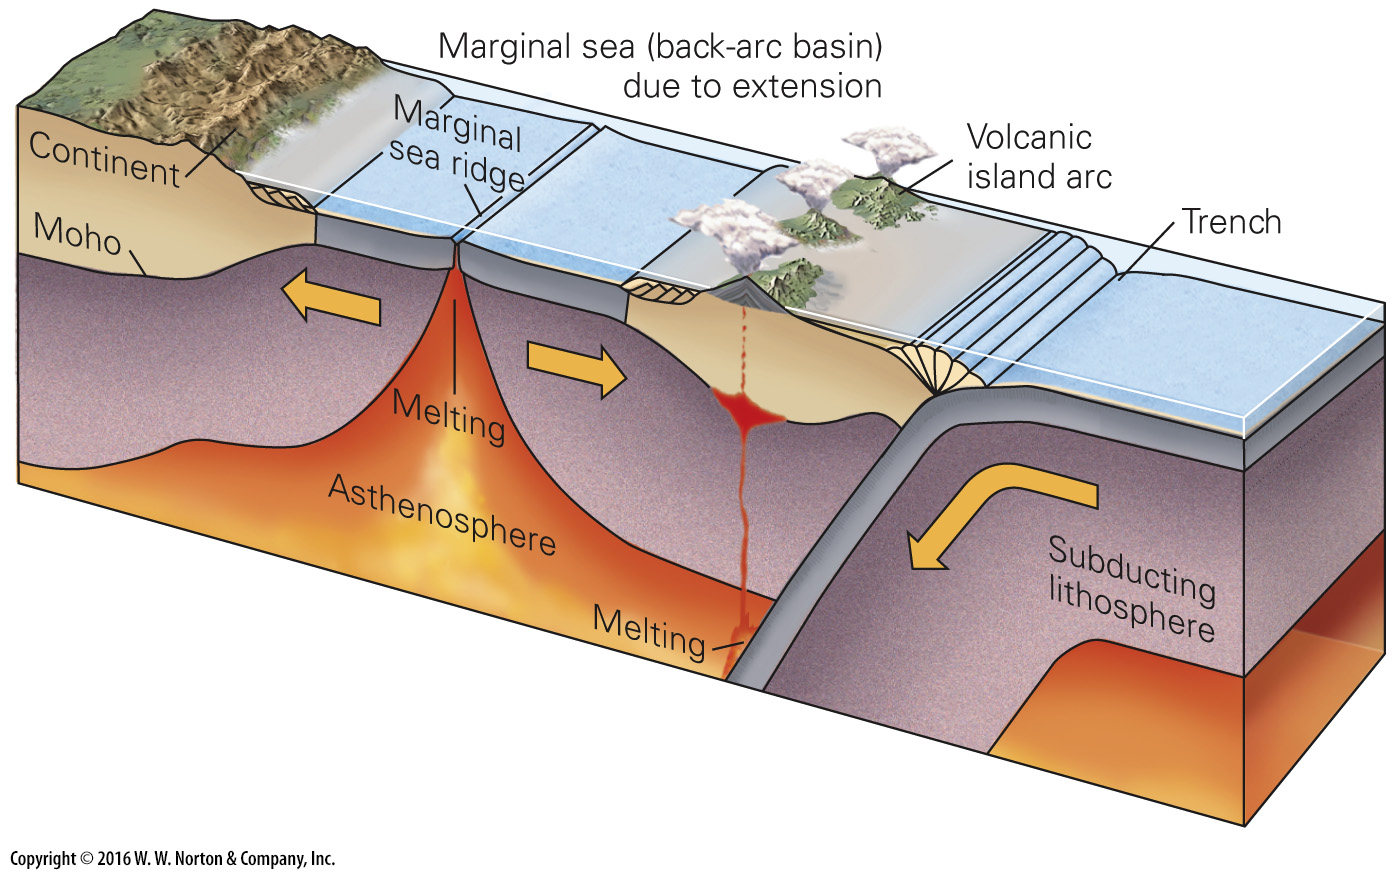 Marginal sea (back-arc basin)
due to extension
Marginal
sea ridge
Volcanic
island arc
Continent
Trench
Moho
Melting
Asthenosphere
Subducting
lithosphere
Melting
Copyright © 2016 W. W. Norton & Company, Inc.